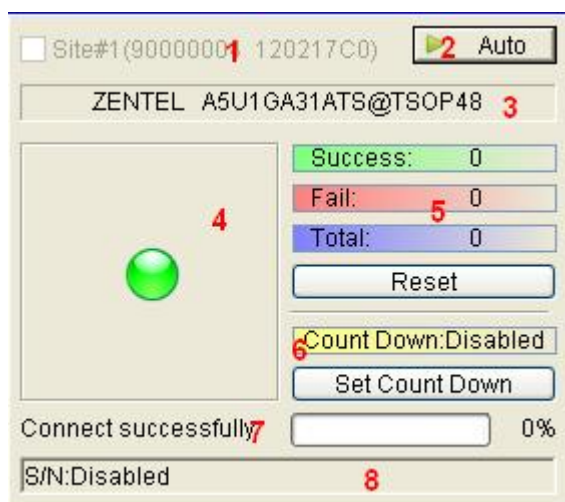 Site#1(9000000 1 120217C0) 2 Auto
ZENTEL A5U1GA31ATS@TSOP48 3
4
Success: 0
Fail: 0
5
Total: 0
Reset
6 Count Down:Disabled
Set Count Down
Connect successfully 7 0%
S/N:Disabled 8